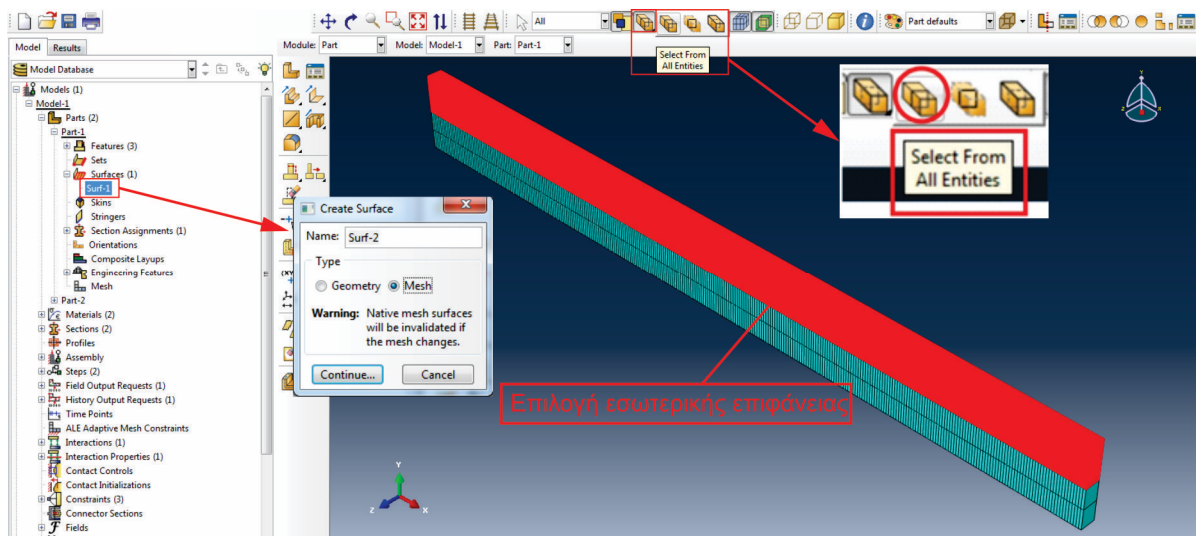 All
Part defaults
Model
Results
Module:
Part
Model:
Model-1
Part:
Part-1
Select From
All Entities
Model Database
Models (1)
Model-1
Parts (2)
Part-1
Features (3)
Sets
Surfaces (1)
Surf-1
Skins
Stringers
Section Assignments (1)
Orientations
Composite Layups
Engineering Features
Mesh
Part-2
Materials (2)
Sections (2)
Profiles
Assembly
Steps (2)
Field Output Requests (1)
History Output Requests (1)
Time Points
ALE Adaptive Mesh Constraints
Interactions (1)
Interaction Properties (1)
Contact Controls
Contact Initializations
Constraints (3)
Connector Sections
Fields
Create Surface
Name: Surf-2
Type
Geometry
Mesh
Warning: Native mesh surfaces
will be invalidated if
the mesh changes.
Continue...
Cancel
Select From
All Entities
Επιλογή εσωτερικής επιφάνειας
Y
Z
X